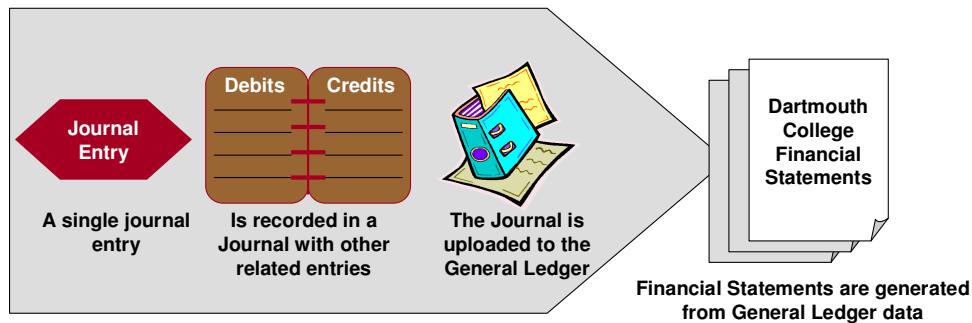 Journal
Entry
A single journal
entry
Debits
Credits
Is recorded in a
Journal with other
related entries
The Journal is
uploaded to the
General Ledger
Dartmouth
College
Financial
Statements
Financial Statements are generated
from General Ledger data